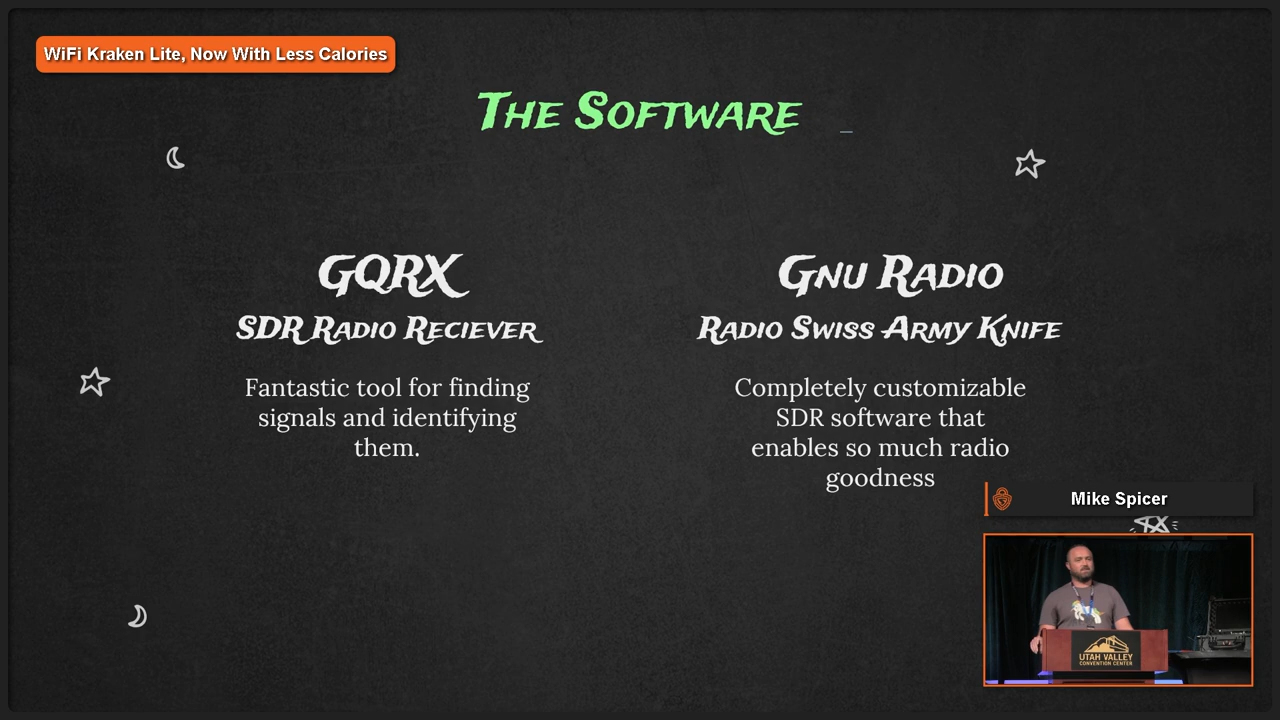 WiFi Kraken Lite, Now With Less Calories
The Software
GQRX
SDR Radio Reciever
Fantastic tool for finding
signals and identifying
them.
Gnu Radio
Radio Swiss Army Knife
Completely customizable
SDR software that
enables so much radio
goodness
Mike Spicer
UTAH VALLEY
CONVENTION CENTER